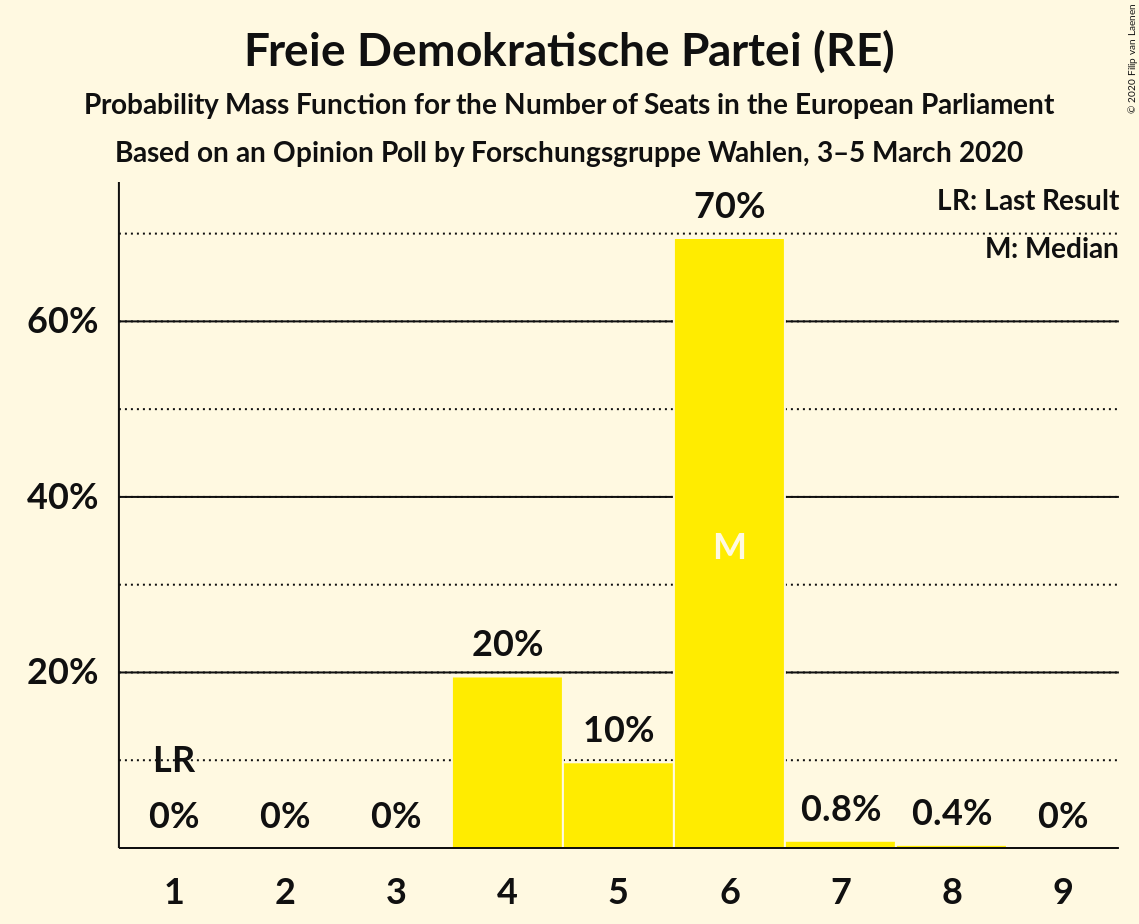 Freie Demokratische Partei (RE)
Probability Mass Function for the Number of Seats in the European Parliament
Based on an Opinion Poll by Forschungsgruppe Wahlen, 3–5 March 2020
© 2020 Filip van Laenen
LR: Last Result
M: Median
70%
60%
40%
M
20%
20%
10%
LR
0%
0%
0%
0.8%
0.4%
0%
1 2 3 4 5 6 7 8 9